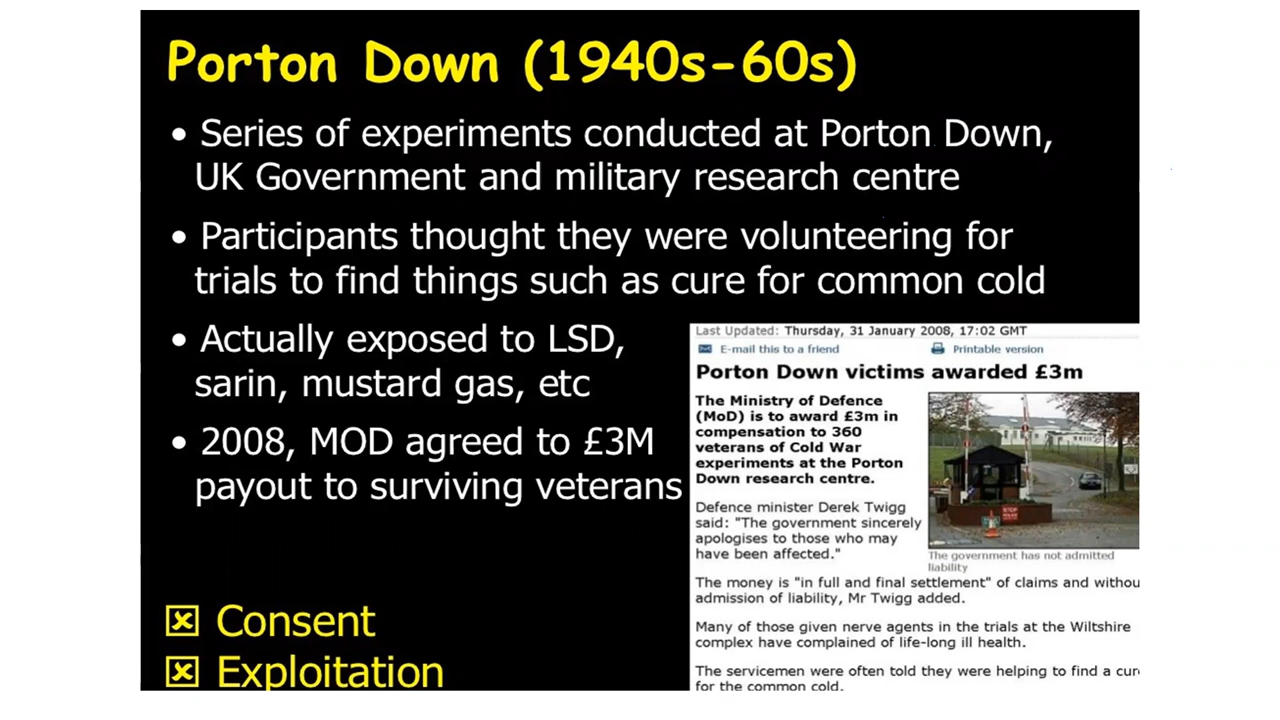 Porton Down (1940s-60s)
• Series of experiments conducted at Porton Down,
UK Government and military research centre
• Participants thought they were volunteering for
trials to find things such as cure for common cold
• Actually exposed to LSD,
sarin, mustard gas, etc
• 2008, MOD agreed to £3M
payout to surviving veterans
☒ Consent
☒ Exploitation
Last Updated: Thursday, 31 January 2008, 17:02 GMT
E-mail this to a friend Printable version
Porton Down victims awarded £3m
The Ministry of Defence
(MoD) is to award £3m in
compensation to 360
veterans of Cold War
experiments at the Porton
Down research centre.
Defence minister Derek Twigg
said: "The government sincerely
apologises to those who may
have been affected."
STOP
The government has not admitted
liability
The money is "in full and final settlement" of claims and withou
admission of liability, Mr Twigg added.
Many of those given nerve agents in the trials at the Wiltshire
complex have complained of life-long ill health.
The servicemen were often told they were helping to find a cur
for the common cold.